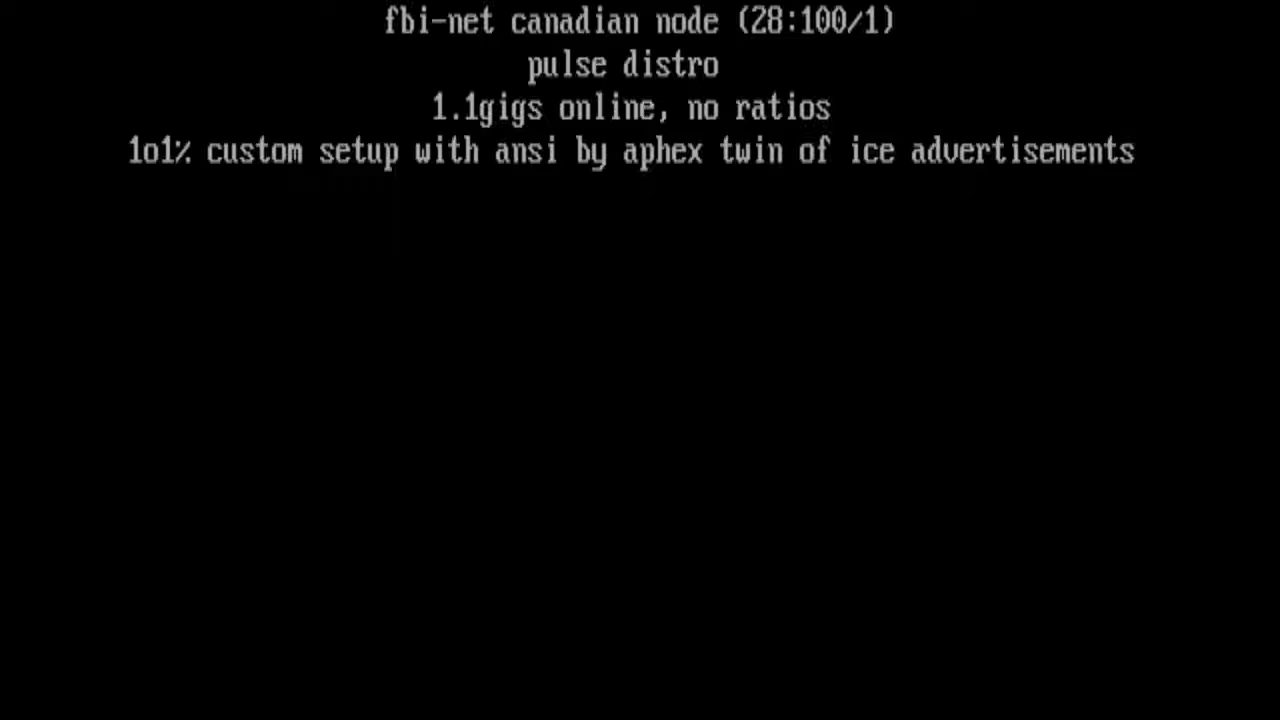 fbi-net canadian node (28:100/1)
pulse distro
1.1gigs online, no ratios
1o1% custom setup with ansi by aphex twin of ice advertisements